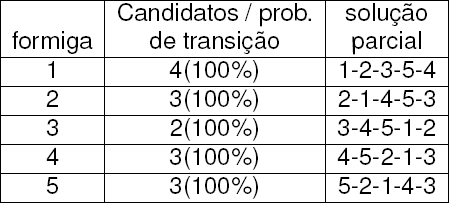 formiga Candidatos / prob. de transição solução parcial
1 4(100%) 1-2-3-5-4
2 3(100%) 2-1-4-5-3
3 2(100%) 3-4-5-1-2
4 3(100%) 4-5-2-1-3
5 3(100%) 5-2-1-4-3